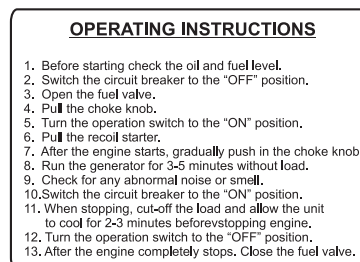 OPERATING INSTRUCTIONS
1. Before starting check the oil and fuel level.
2. Switch the circuit breaker to the “OFF” position.
3. Open the fuel valve.
4. Pull the choke knob.
5. Turn the operation switch to the “ON” position.
6. Pull the recoil starter.
7. After the engine starts, gradually push in the choke knob
8. Run the generator for 3-5 minutes without load.
9. Check for any abnormal noise or smell.
10.Switch the circuit breaker to the “ON” position.
11. When stopping, cut-off the load and allow the unit
to cool for 2-3 minutes beforevstopping engine.
12. Turn the operation switch to the “OFF” position.
13. After the engine completely stops. Close the fuel valve.